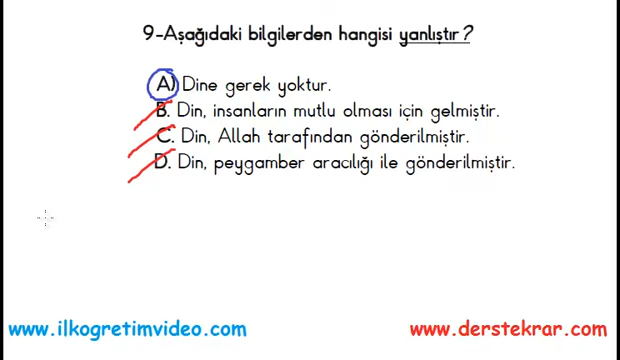 9-Aşağıdaki bilgilerden hangisi yanlıştır?
A) Dine gerek yoktur.
B. Din, insanların mutlu olması için gelmiştir.
C. Din, Allah tarafından gönderilmiştir.
D. Din, peygamber aracılığı ile gönderilmiştir.
www.ilkogretimvideo.com
www.derstekrar.com